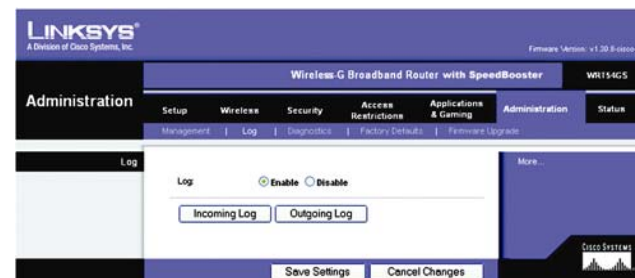 LINKSYS®
A Division of Cisco Systems, Inc.
Firmware Version: v1.30.8-cisco
Wireless-G Broadband Router with SpeedBooster WRT54GS
Administration
Setup Wireless Security Access Restrictions Applications & Gaming Administration Status
Management | Log | Diagnostics | Factory Defaults | Firmware Upgrade
Log
More...
Log: Enable Disable
Incoming Log Outgoing Log
CISCO SYSTEMS
Save Settings Cancel Changes